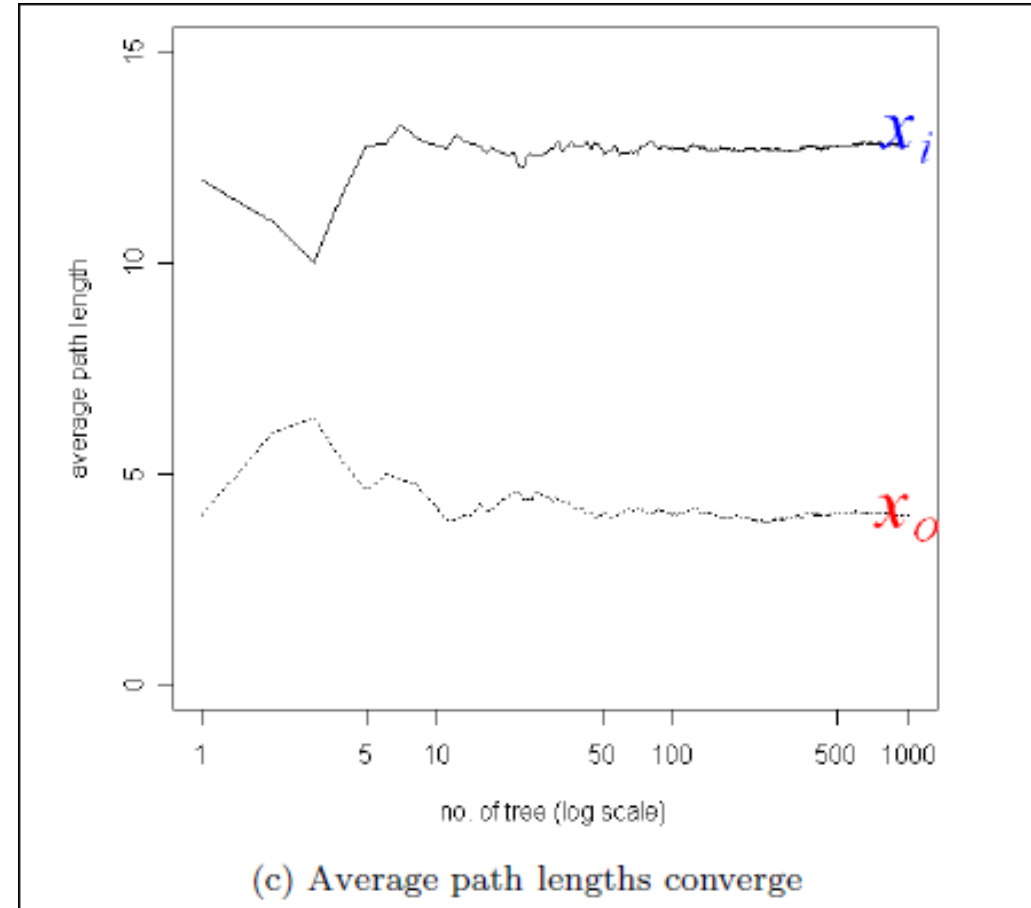 15
10
5
0
average path length
x_i
x_o
1 5 10 50 100 500 1000
no. of tree (log scale)
(c) Average path lengths converge